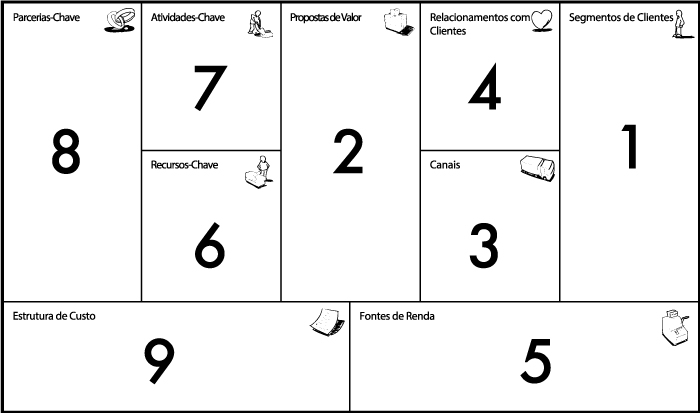 Parcerias-Chave
8
Atividades-Chave
7
Recursos-Chave
6
Propostas de Valor
2
Relacionamentos com
Clientes
4
Canais
3
Segmentos de Clientes
1
Estrutura de Custo
9
Fontes de Renda
5